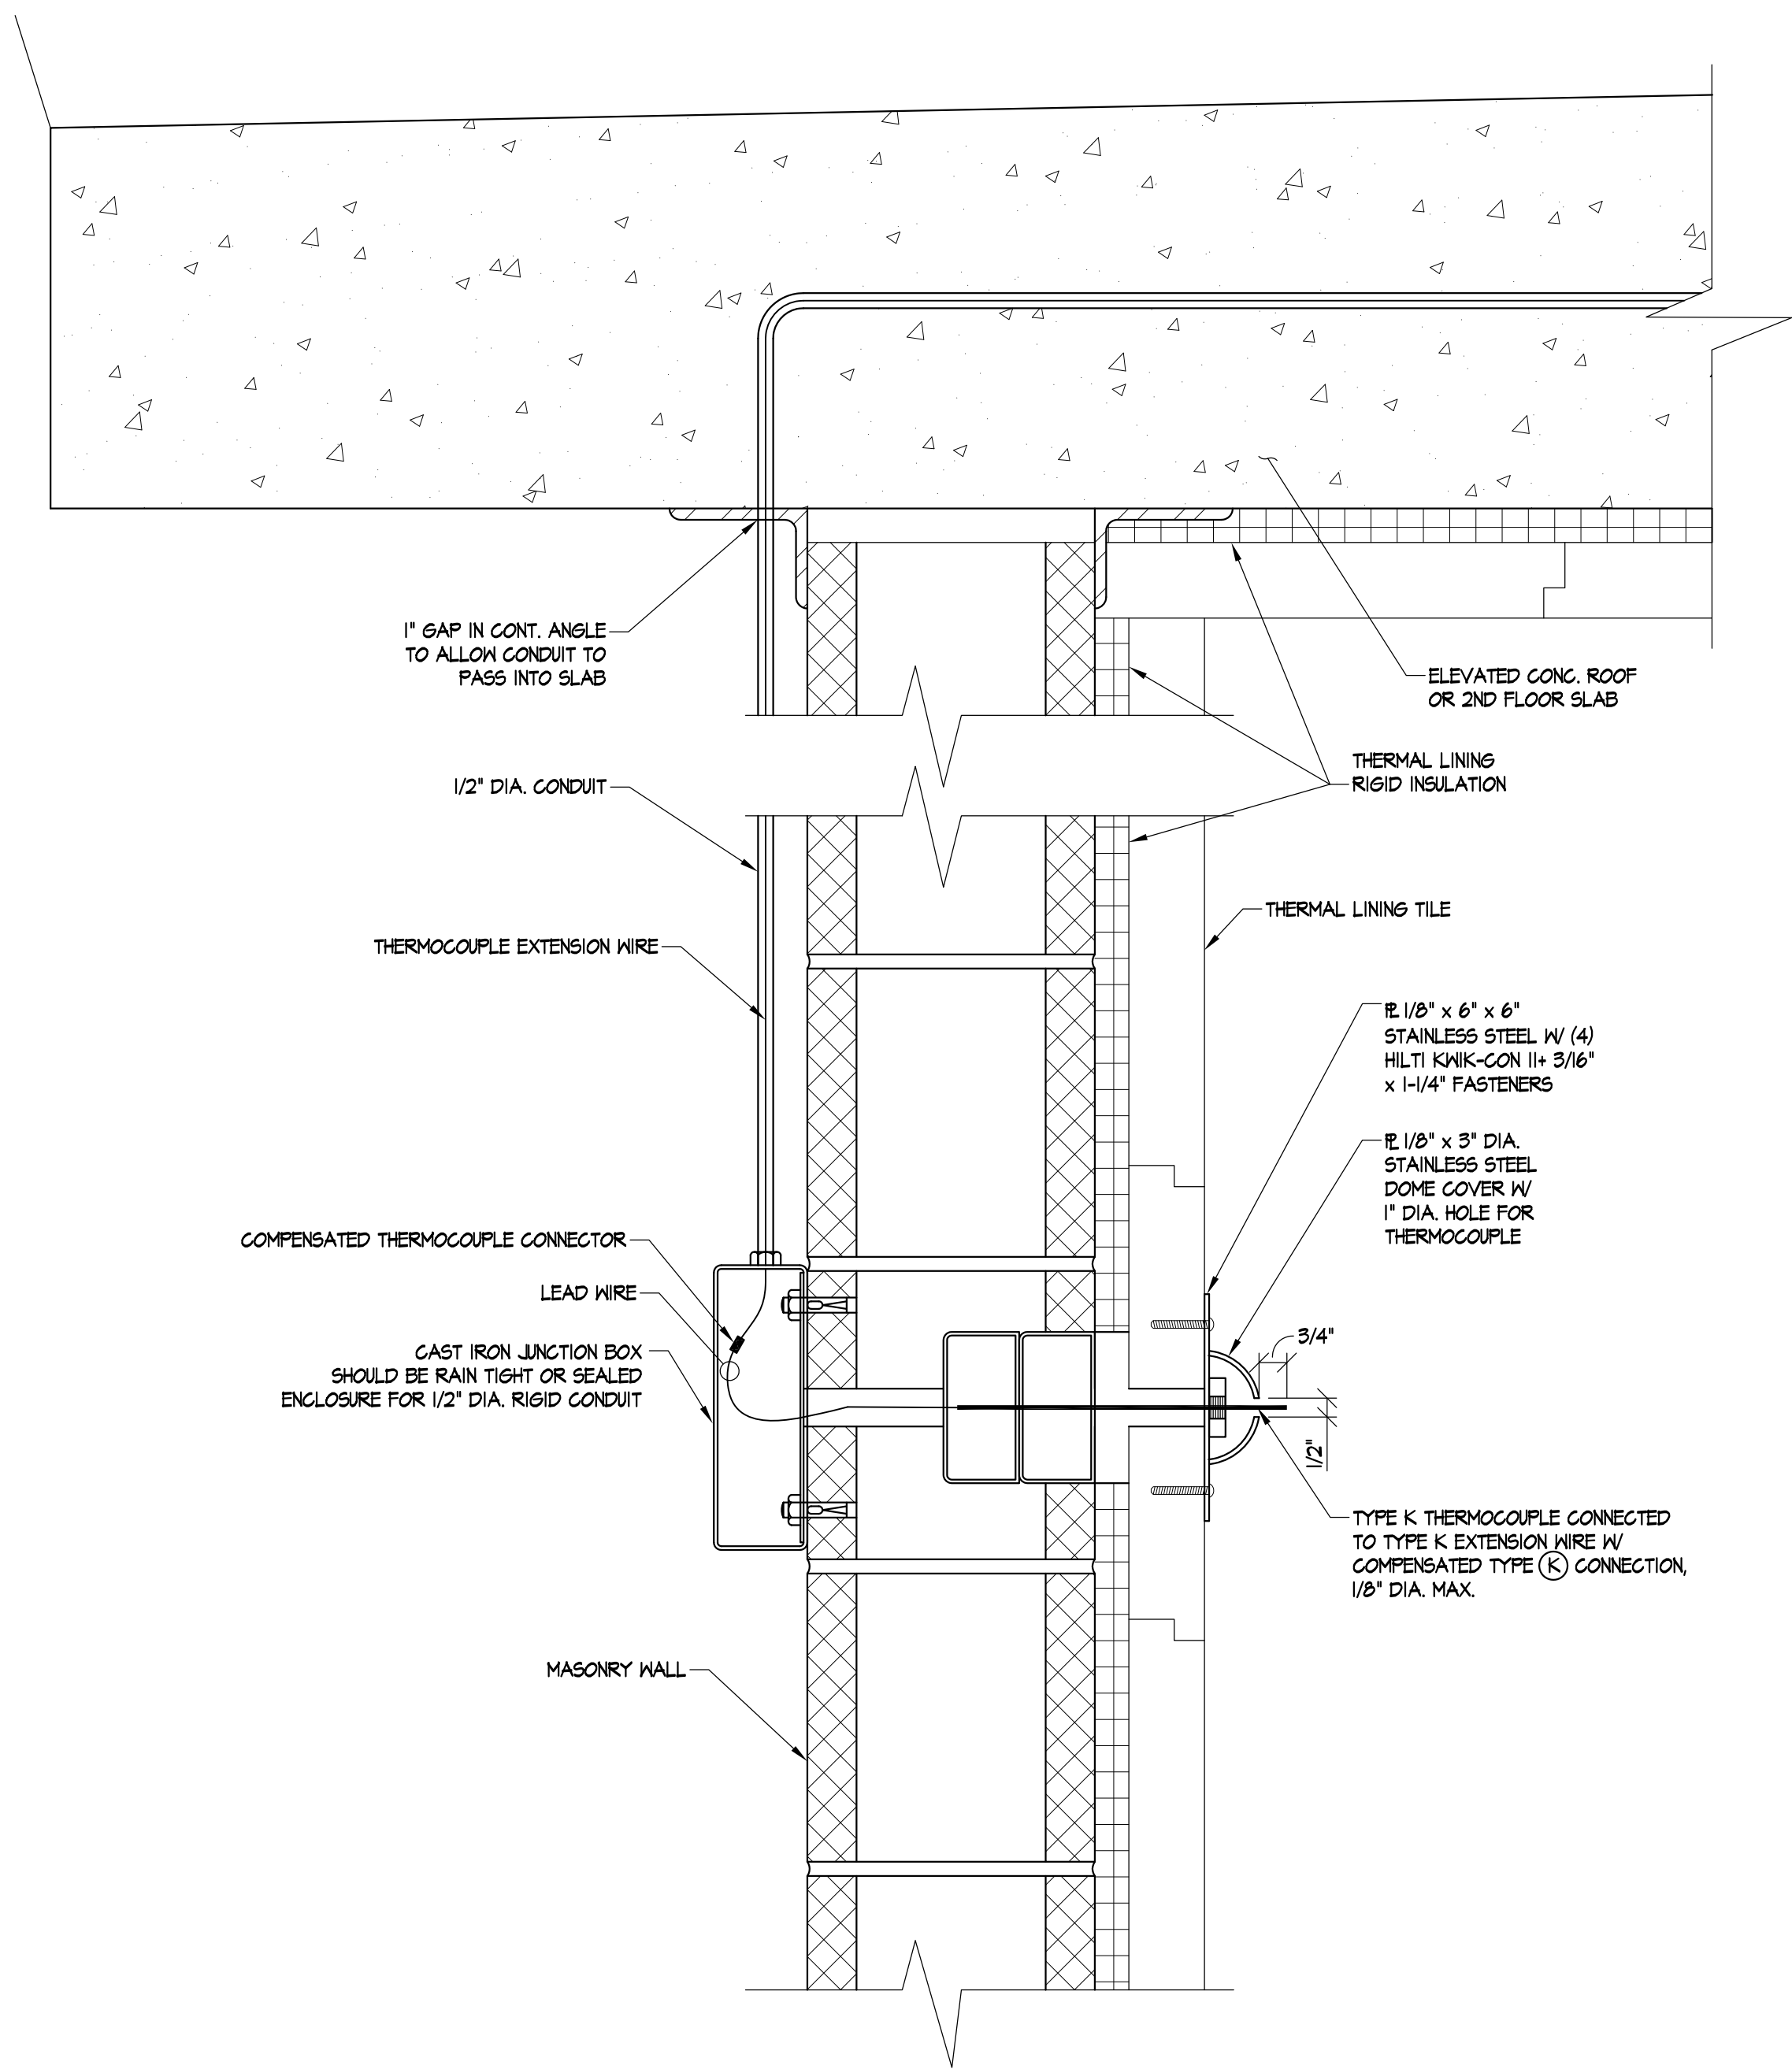 1" GAP IN CONT. ANGLE
TO ALLOW CONDUIT TO
PASS INTO SLAB
ELEVATED CONC. ROOF
OR 2ND FLOOR SLAB
THERMAL LINING
RIGID INSULATION
1/2" DIA. CONDUIT
THERMAL LINING TILE
THERMOCOUPLE EXTENSION WIRE
PL 1/8" x 6" x 6"
STAINLESS STEEL W/ (4)
HILTI KWIK-CON II+ 3/16"
x 1-1/4" FASTENERS
PL 1/8" x 3" DIA.
STAINLESS STEEL
DOME COVER W/
1" DIA. HOLE FOR
THERMOCOUPLE
COMPENSATED THERMOCOUPLE CONNECTOR
LEAD WIRE
CAST IRON JUNCTION BOX
SHOULD BE RAIN TIGHT OR SEALED
ENCLOSURE FOR 1/2" DIA. RIGID CONDUIT
3/4"
1/2"
TYPE K THERMOCOUPLE CONNECTED
TO TYPE K EXTENSION WIRE W/
COMPENSATED TYPE K CONNECTION,
1/8" DIA. MAX.
MASONRY WALL